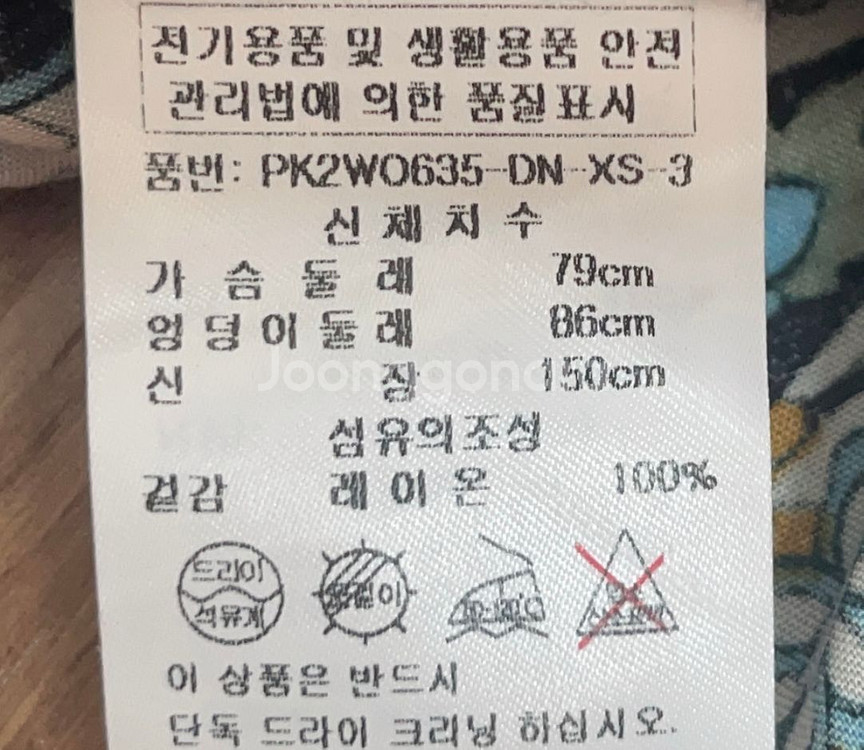 전기용품 및 생활용품 안전
관리법에 의한 품질표시
품번: PK2WO635-DN-XS-3
신체치수
가슴둘레 79cm
엉덩이둘레 86cm
신장 150cm
섬유의조성
겉감 레이온 100%
드라이
석유계
옷걸이
이 상품은 반드시
단독 드라이 크리닝 하십시오.